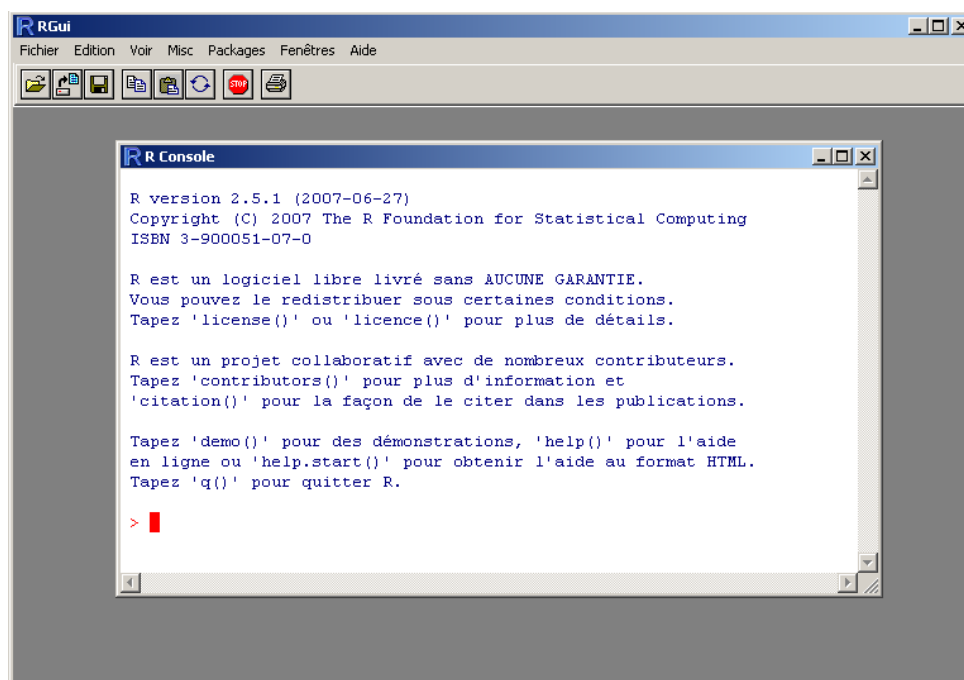 RGui
Fichier Edition Voir Misc Packages Fenêtres Aide
STOP
R Console
R version 2.5.1 (2007-06-27)
Copyright (C) 2007 The R Foundation for Statistical Computing
ISBN 3-900051-07-0
R est un logiciel libre livré sans AUCUNE GARANTIE.
Vous pouvez le redistribuer sous certaines conditions.
Tapez 'license()' ou 'licence()' pour plus de détails.
R est un projet collaboratif avec de nombreux contributeurs.
Tapez 'contributors()' pour plus d'information et
'citation()' pour la façon de le citer dans les publications.
Tapez 'demo()' pour des démonstrations, 'help()' pour l'aide
en ligne ou 'help.start()' pour obtenir l'aide au format HTML.
Tapez 'q()' pour quitter R.
>